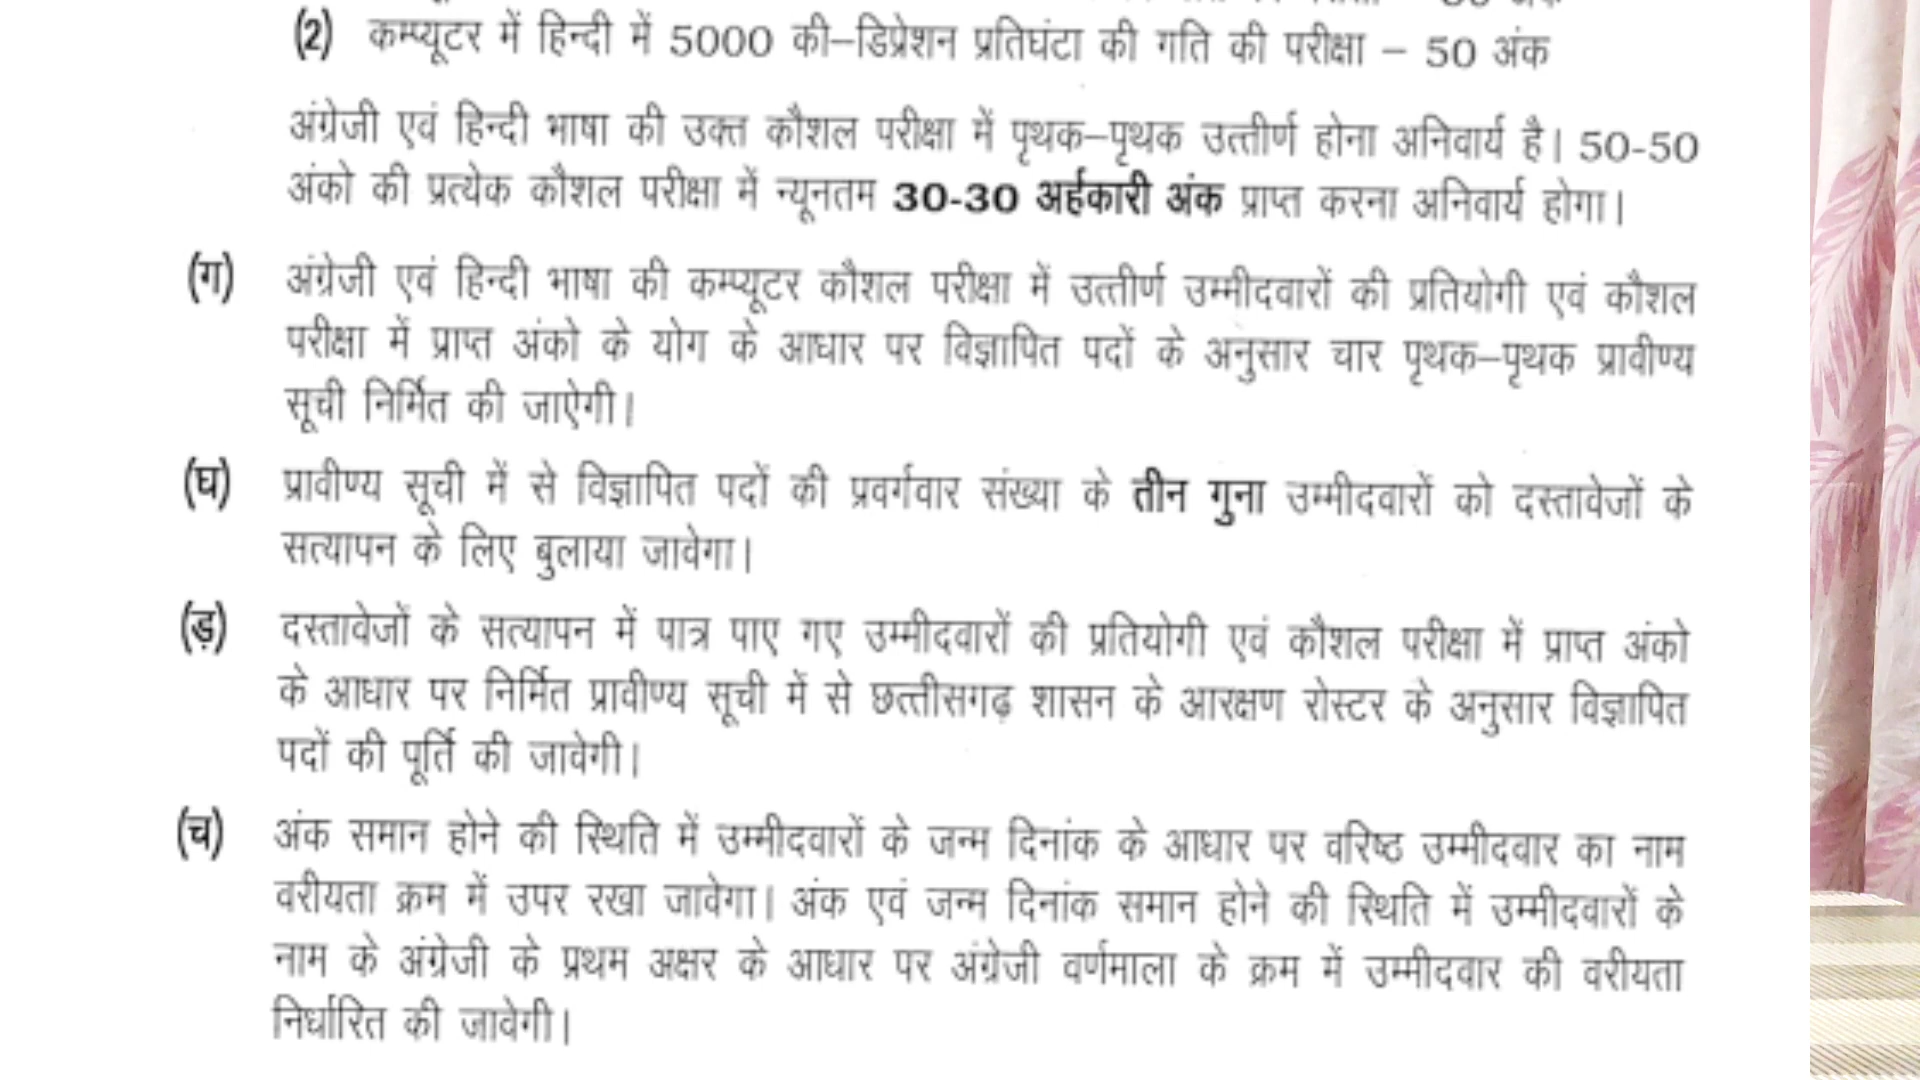 (2) कम्प्यूटर में हिन्दी में 5000 की–डिप्रेशन प्रतिघंटा की गति की परीक्षा – 50 अंक
अंग्रेजी एवं हिन्दी भाषा की उक्त कौशल परीक्षा में पृथक–पृथक उत्तीर्ण होना अनिवार्य है। 50-50
अंको की प्रत्येक कौशल परीक्षा में न्यूनतम 30-30 अर्हकारी अंक प्राप्त करना अनिवार्य होगा।
(ग) अंग्रेजी एवं हिन्दी भाषा की कम्प्यूटर कौशल परीक्षा में उत्तीर्ण उम्मीदवारों की प्रतियोगी एवं कौशल
परीक्षा में प्राप्त अंको के योग के आधार पर विज्ञापित पदों के अनुसार चार पृथक–पृथक प्रावीण्य
सूची निर्मित की जाऐगी।
(घ) प्रावीण्य सूची में से विज्ञापित पदों की प्रवर्गवार संख्या के तीन गुना उम्मीदवारों को दस्तावेजों के
सत्यापन के लिए बुलाया जावेगा।
(ड़) दस्तावेजों के सत्यापन में पात्र पाए गए उम्मीदवारों की प्रतियोगी एवं कौशल परीक्षा में प्राप्त अंको
के आधार पर निर्मित प्रावीण्य सूची में से छत्तीसगढ़ शासन के आरक्षण रोस्टर के अनुसार विज्ञापित
पदों की पूर्ति की जावेगी।
(च) अंक समान होने की स्थिति में उम्मीदवारों के जन्म दिनांक के आधार पर वरिष्ठ उम्मीदवार का नाम
वरीयता क्रम में उपर रखा जावेगा। अंक एवं जन्म दिनांक समान होने की स्थिति में उम्मीदवारों के
नाम के अंग्रेजी के प्रथम अक्षर के आधार पर अंग्रेजी वर्णमाला के क्रम में उम्मीदवार की वरीयता
निर्धारित की जावेगी।